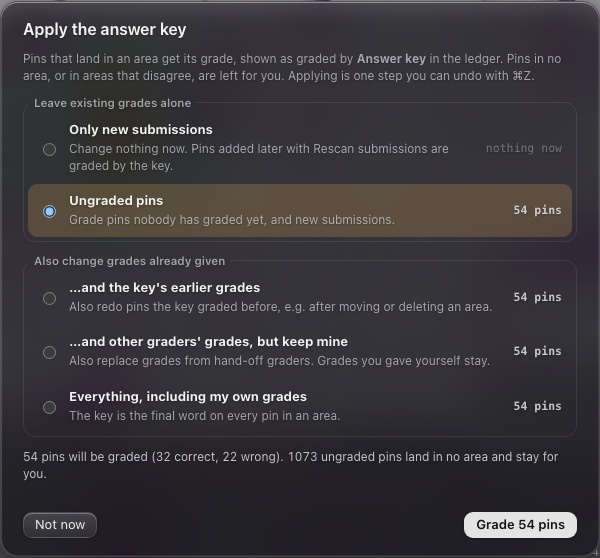 Apply the answer key
Pins that land in an area get its grade, shown as graded by Answer key in the ledger. Pins in no
area, or in areas that disagree, are left for you. Applying is one step you can undo with ⌘Z.
Leave existing grades alone
Only new submissions
Change nothing now. Pins added later with Rescan submissions are
graded by the key.
nothing now
Ungraded pins
Grade pins nobody has graded yet, and new submissions.
54 pins
Also change grades already given
...and the key's earlier grades
Also redo pins the key graded before, e.g. after moving or deleting an area.
54 pins
...and other graders' grades, but keep mine
Also replace grades from hand-off graders. Grades you gave yourself stay.
54 pins
Everything, including my own grades
The key is the final word on every pin in an area.
54 pins
54 pins will be graded (32 correct, 22 wrong). 1073 ungraded pins land in no area and stay for
you.
Not now
Grade 54 pins